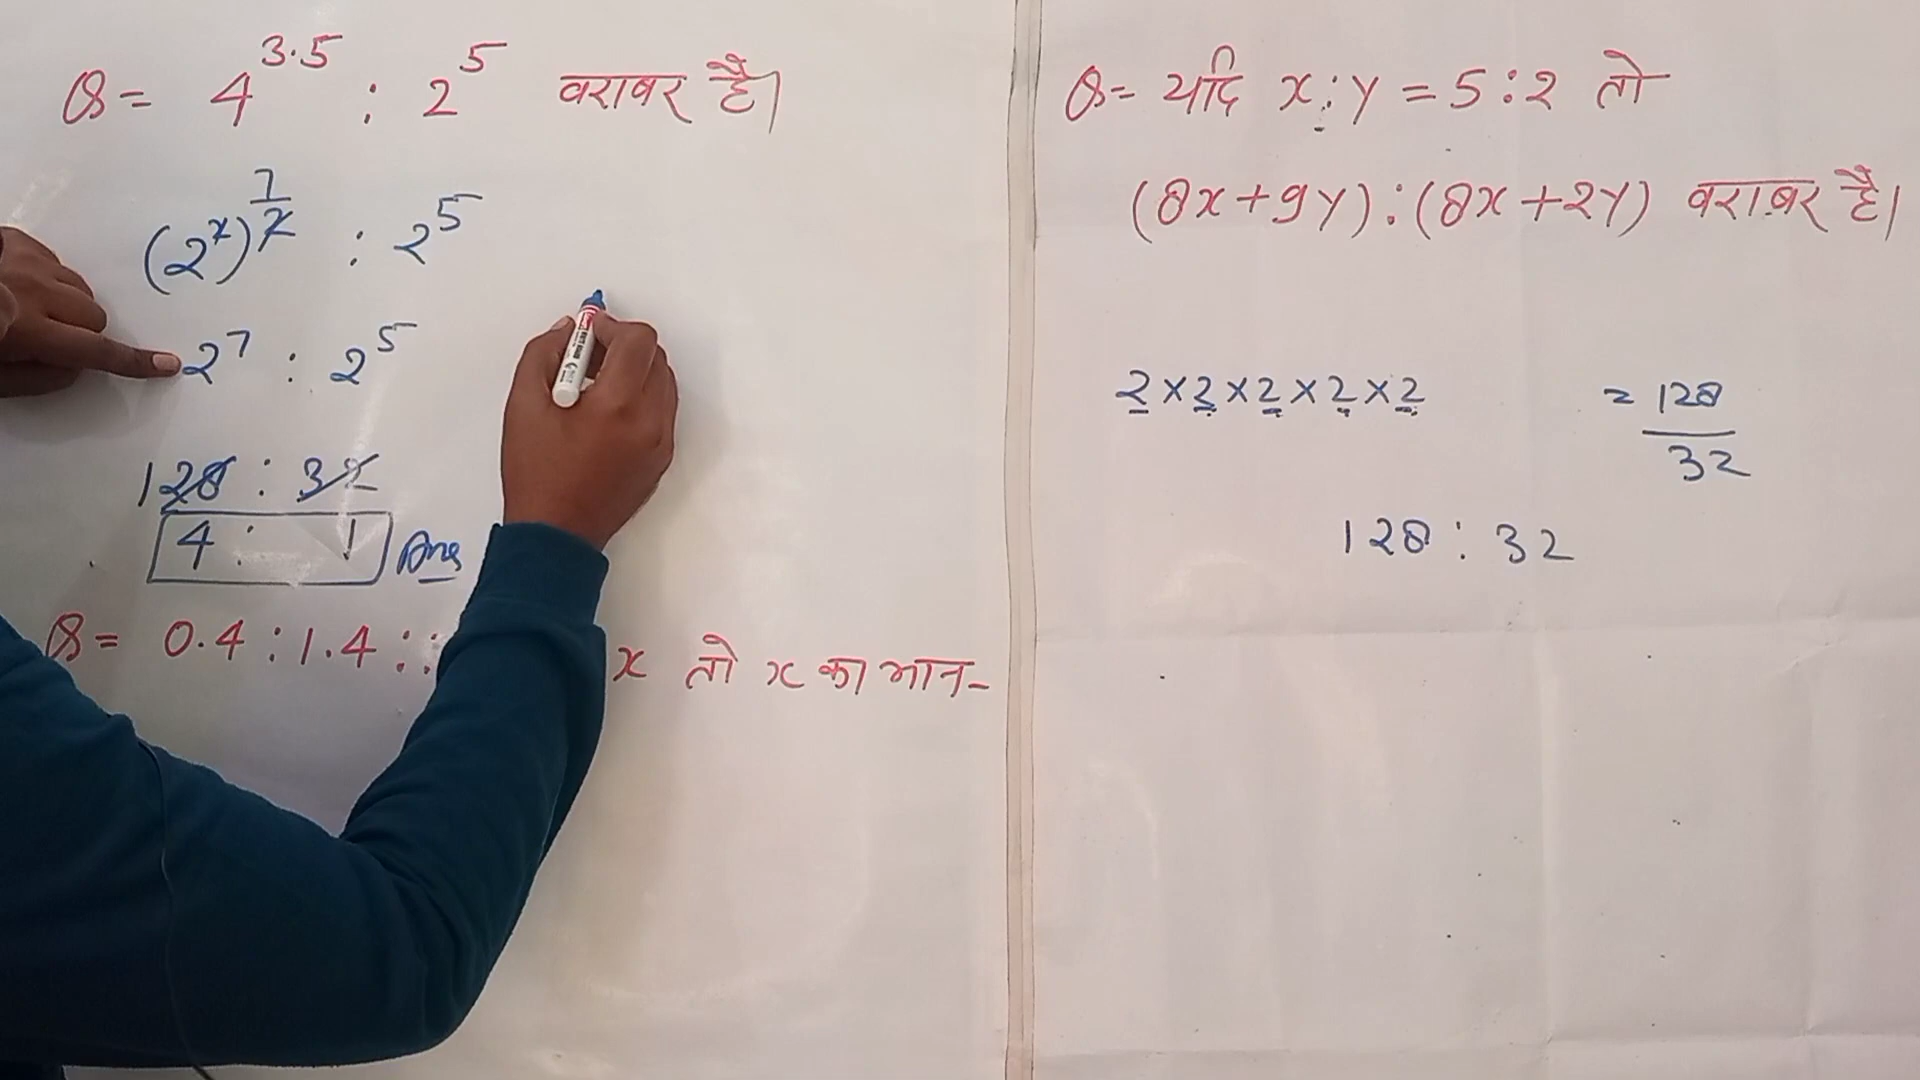 Q= 4^3.5 : 2^5 बराबर है।
(2^2)^7/2 : 2^5
2^7 : 2^5
128 : 32
4 : 1 Ans
Q= 0.4 : 1.4 :: x तो x का मान-
Q= यदि x:y = 5:2 तो
(8x+9y):(8x+2y) बराबर है।
2×2×2×2×2 = 128/32
128 : 32